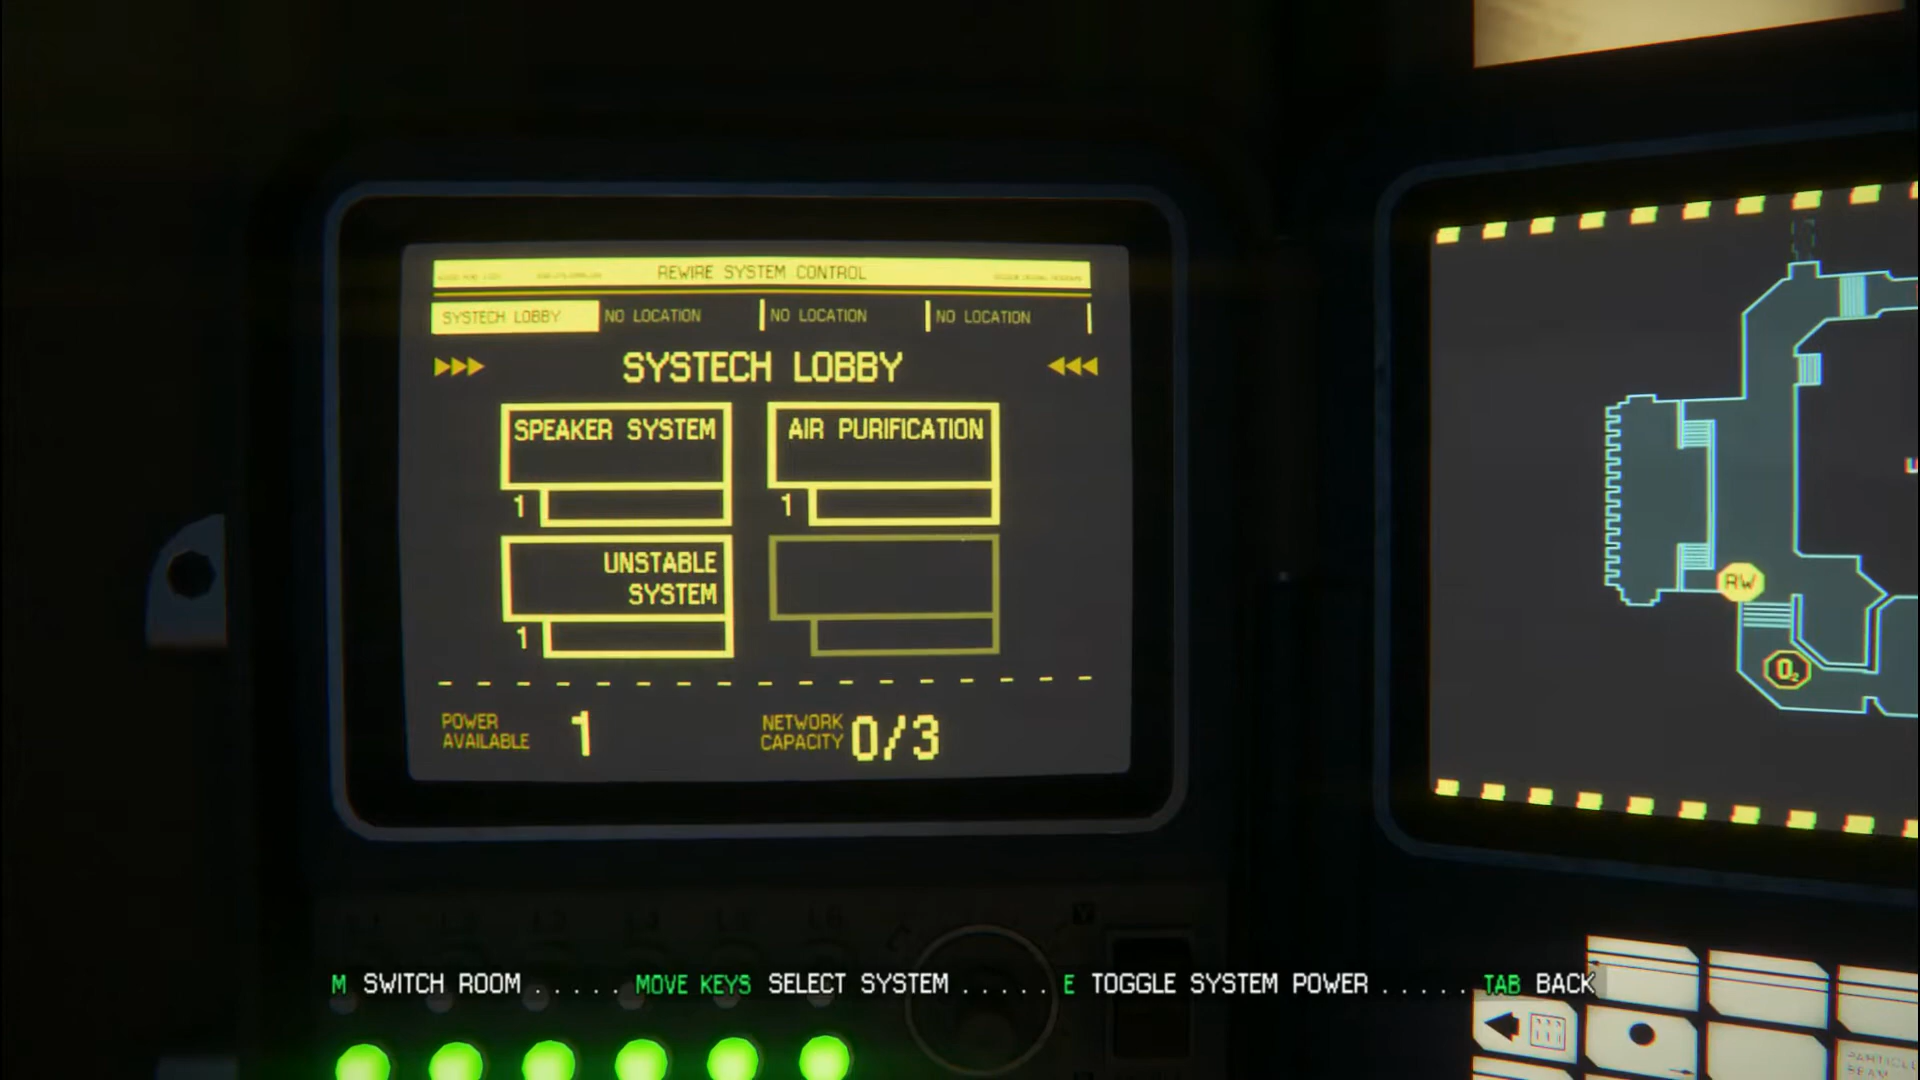 REWIRE SYSTEM CONTROL
SYSTECH LOBBY NO LOCATION NO LOCATION NO LOCATION
SYSTECH LOBBY
SPEAKER SYSTEM
1
AIR PURIFICATION
1
UNSTABLE
SYSTEM
1
POWER
AVAILABLE 1
NETWORK
CAPACITY 0/3
RW
O₂
M SWITCH ROOM ..... MOVE KEYS SELECT SYSTEM ..... E TOGGLE SYSTEM POWER ..... TAB BACK